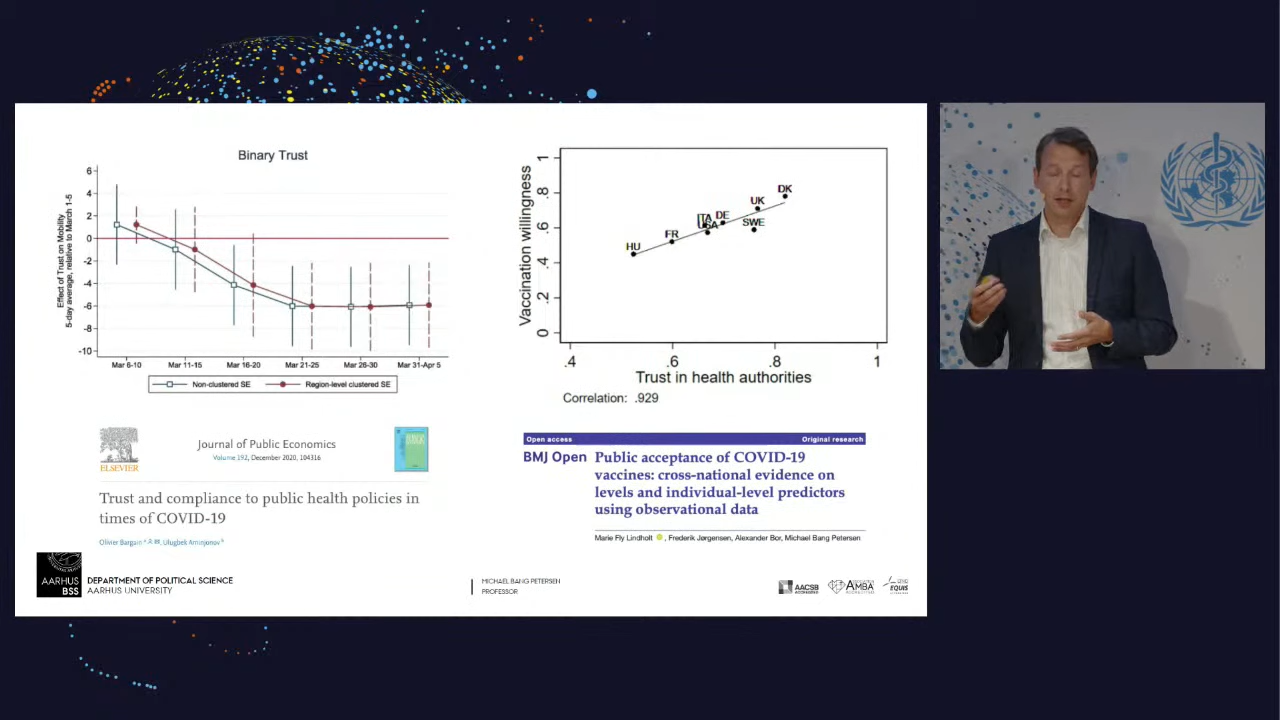 Binary Trust
Effect of Trust on Mobility
5-day average, relative to March 1-5
6
4
2
0
-2
-4
-6
-8
-10
Mar 6-10
Mar 11-15
Mar 16-20
Mar 21-25
Mar 26-30
Mar 31-Apr 5
Non-clustered SE
Region-level clustered SE
Vaccination willingness
1
.8
.6
.4
.2
0
HU
FR
ITA
USA
DE
UK
SWE
DK
.4
.6
.8
1
Trust in health authorities
Correlation: .929
ELSEVIER
Journal of Public Economics
Volume 192, December 2020, 104316
Trust and compliance to public health policies in
times of COVID-19
Olivier Bargain, Ulugbek Aminjonov
Open access
Original research
BMJ Open
Public acceptance of COVID-19
vaccines: cross-national evidence on
levels and individual-level predictors
using observational data
Marie Fly Lindholt, Frederik Jørgensen, Alexander Bor, Michael Bang Petersen
AARHUS
BSS
DEPARTMENT OF POLITICAL SCIENCE
AARHUS UNIVERSITY
MICHAEL BANG PETERSEN
PROFESSOR
AACSB
AMBA
EQUIS